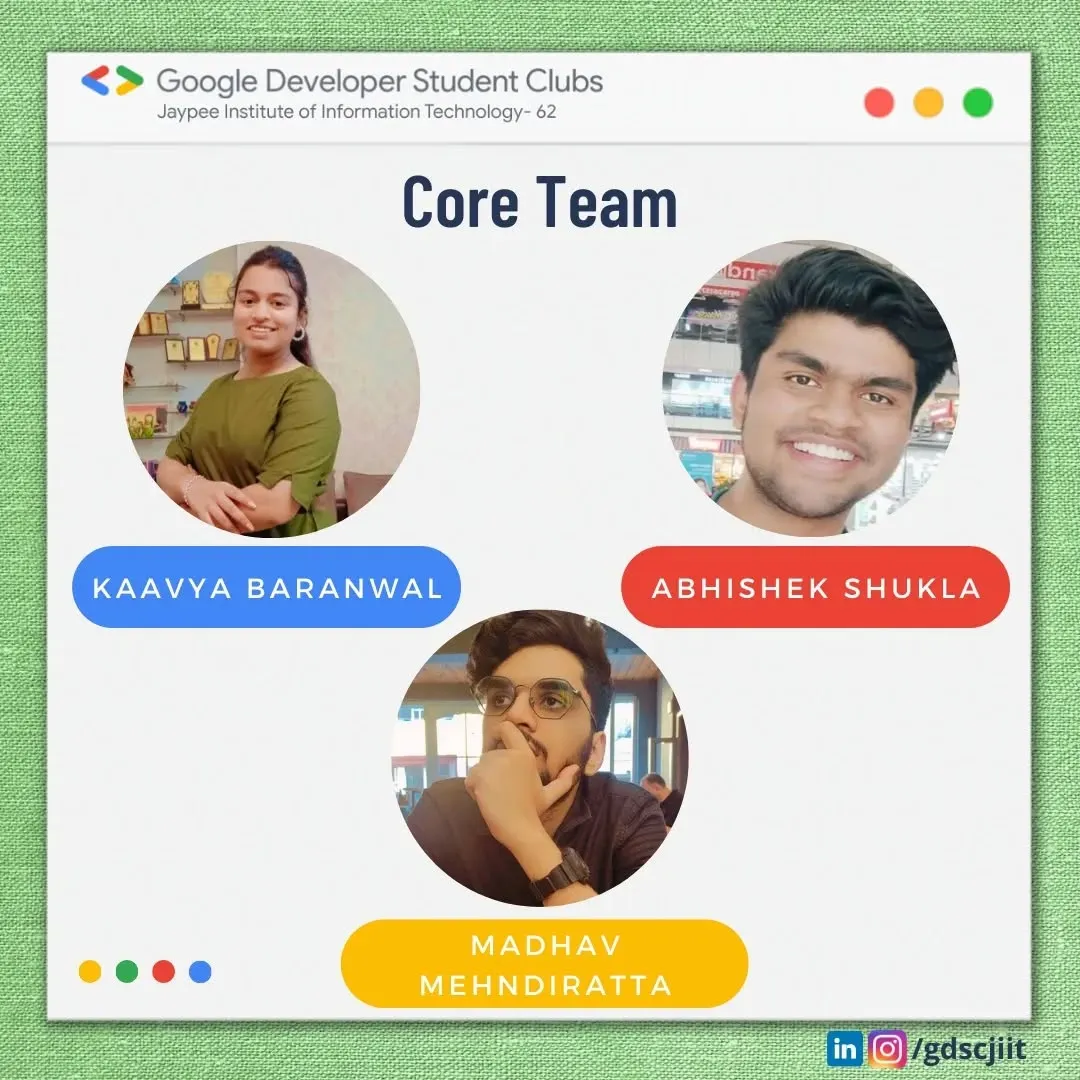 Google Developer Student Clubs
Jaypee Institute of Information Technology- 62
Core Team
KAAVYA BARANWAL
ABHISHEK SHUKLA
MADHAV
MEHNDIRATTA
in /gdscjiit